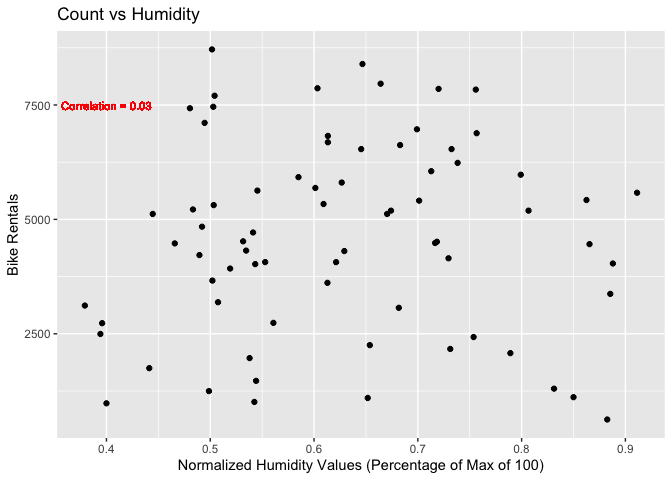 Count vs Humidity
Correlation = 0.03
7500
5000
2500
Bike Rentals
0.4 0.5 0.6 0.7 0.8 0.9
Normalized Humidity Values (Percentage of Max of 100)